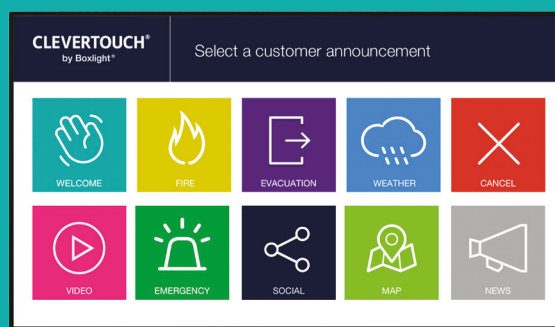 CLEVERTOUCH®
by Boxlight®
Select a customer announcement
WELCOME
FIRE
EVACUATION
WEATHER
CANCEL
VIDEO
EMERGENCY
SOCIAL
MAP
NEWS